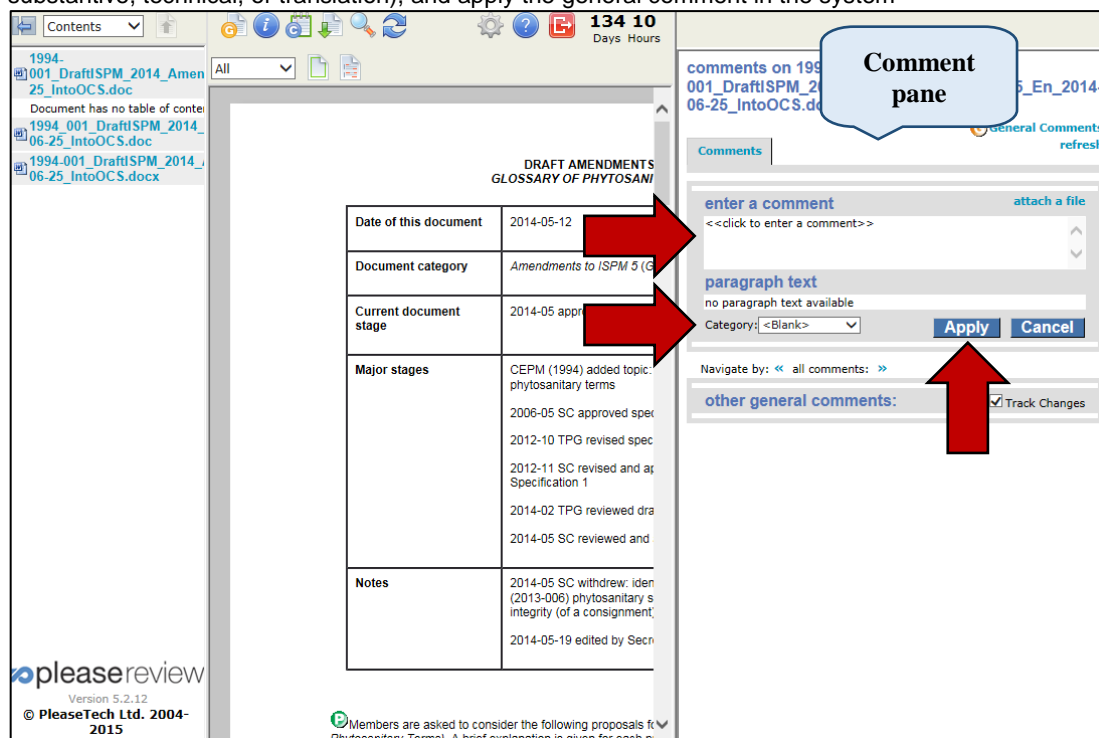 substantive, technical, or translation), and apply the general comment in the system
Contents
134 10
Days Hours
1994-
001_DraftISPM_2014_Amen
25_IntoOCS.doc
Document has no table of conte
1994_001_DraftISPM_2014_
06-25_IntoOCS.doc
1994-001_DraftISPM_2014_
06-25_IntoOCS.docx
pleasereview
Version 5.2.12
© PleaseTech Ltd. 2004-
2015
All
DRAFT AMENDMENTS
GLOSSARY OF PHYTOSANI
Date of this document 2014-05-12
Document category Amendments to ISPM 5 (G
Current document 2014-05 appr
stage
Major stages CEPM (1994) added topic:
phytosanitary terms
2006-05 SC approved spec
2012-10 TPG revised spec
2012-11 SC revised and ap
Specification 1
2014-02 TPG reviewed dra
2014-05 SC reviewed and
Notes 2014-05 SC withdrew: iden
(2013-006) phytosanitary s
integrity (of a consignment)
2014-05-19 edited by Secr
Members are asked to consider the following proposals fo
comments on 199
001_DraftISPM_2 5_En_2014-
06-25_IntoOCS.do
Comment
pane
General Comments
refresh
Comments
enter a comment attach a file
<<click to enter a comment>>
paragraph text
no paragraph text available
Category: <Blank> Apply Cancel
Navigate by: « all comments: »
other general comments: Track Changes